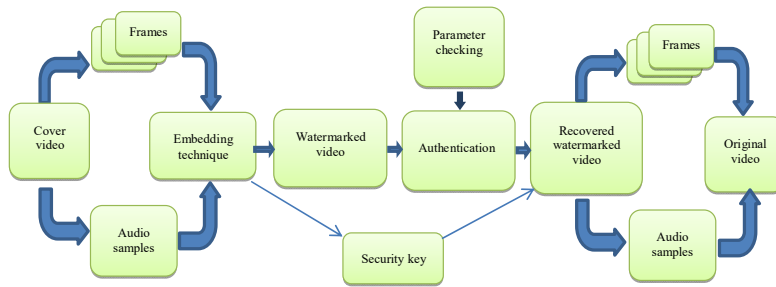 Frames
Cover
video
Audio
samples
Embedding
technique
Watermarked
video
Parameter
checking
Authentication
Security key
Recovered
watermarked
video
Frames
Audio
samples
Original
video